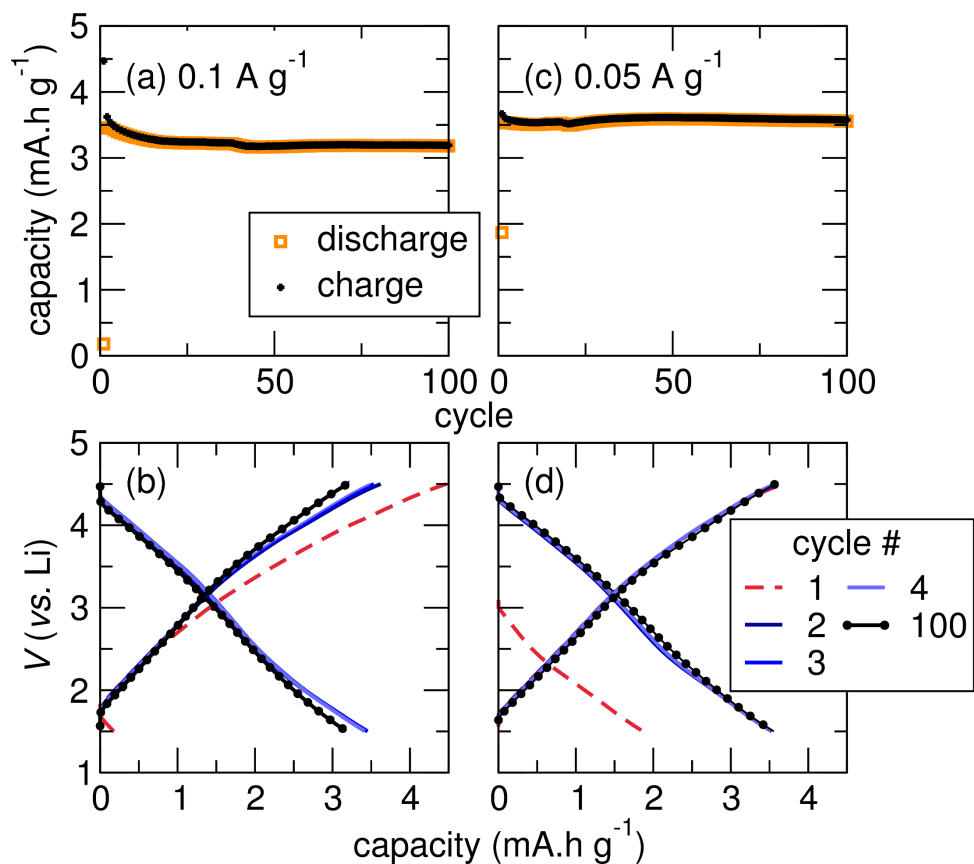 capacity (mA.h g⁻¹)
5
4
3
2
1
0
(a) 0.1 A g⁻¹
(c) 0.05 A g⁻¹
discharge
charge
0
50
100
0
50
100
cycle
V (vs. Li)
5
4
3
2
1
(b)
(d)
cycle #
1
2
3
4
100
0
1
2
3
4
0
1
2
3
4
capacity (mA.h g⁻¹)